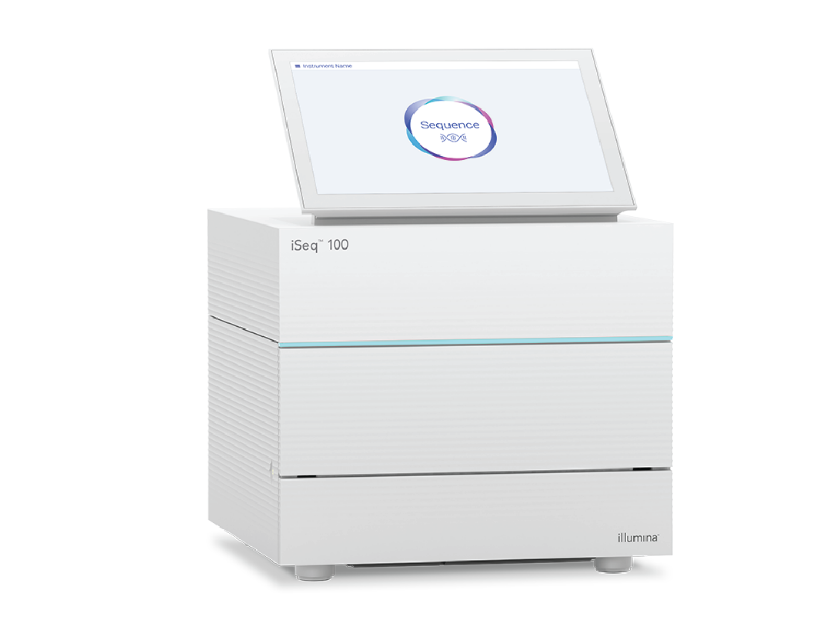 Instrument Name
Sequence
iSeq™ 100
illumina®